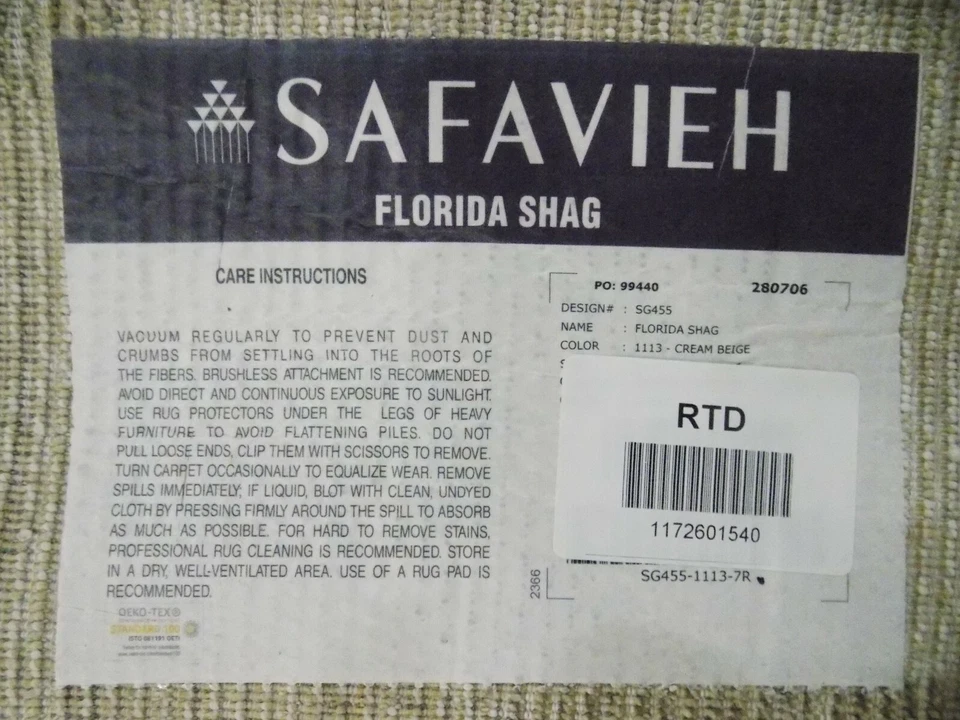 SAFAVIEH
FLORIDA SHAG
CARE INSTRUCTIONS
VACUUM REGULARLY TO PREVENT DUST AND
CRUMBS FROM SETTLING INTO THE ROOTS OF
THE FIBERS. BRUSHLESS ATTACHMENT IS RECOMMENDED.
AVOID DIRECT AND CONTINUOUS EXPOSURE TO SUNLIGHT.
USE RUG PROTECTORS UNDER THE LEGS OF HEAVY
FURNITURE TO AVOID FLATTENING PILES. DO NOT
PULL LOOSE ENDS, CLIP THEM WITH SCISSORS TO REMOVE.
TURN CARPET OCCASIONALLY TO EQUALIZE WEAR. REMOVE
SPILLS IMMEDIATELY; IF LIQUID, BLOT WITH CLEAN, UNDYED
CLOTH BY PRESSING FIRMLY AROUND THE SPILL TO ABSORB
AS MUCH AS POSSIBLE. FOR HARD TO REMOVE STAINS,
PROFESSIONAL RUG CLEANING IS RECOMMENDED. STORE
IN A DRY, WELL-VENTILATED AREA. USE OF A RUG PAD IS
RECOMMENDED.
OEKO-TEX®
PO: 99440 280706
DESIGN# : SG455
NAME : FLORIDA SHAG
COLOR : 1113 - CREAM BEIGE
RTD
1172601540
SG455-1113-7R
2366